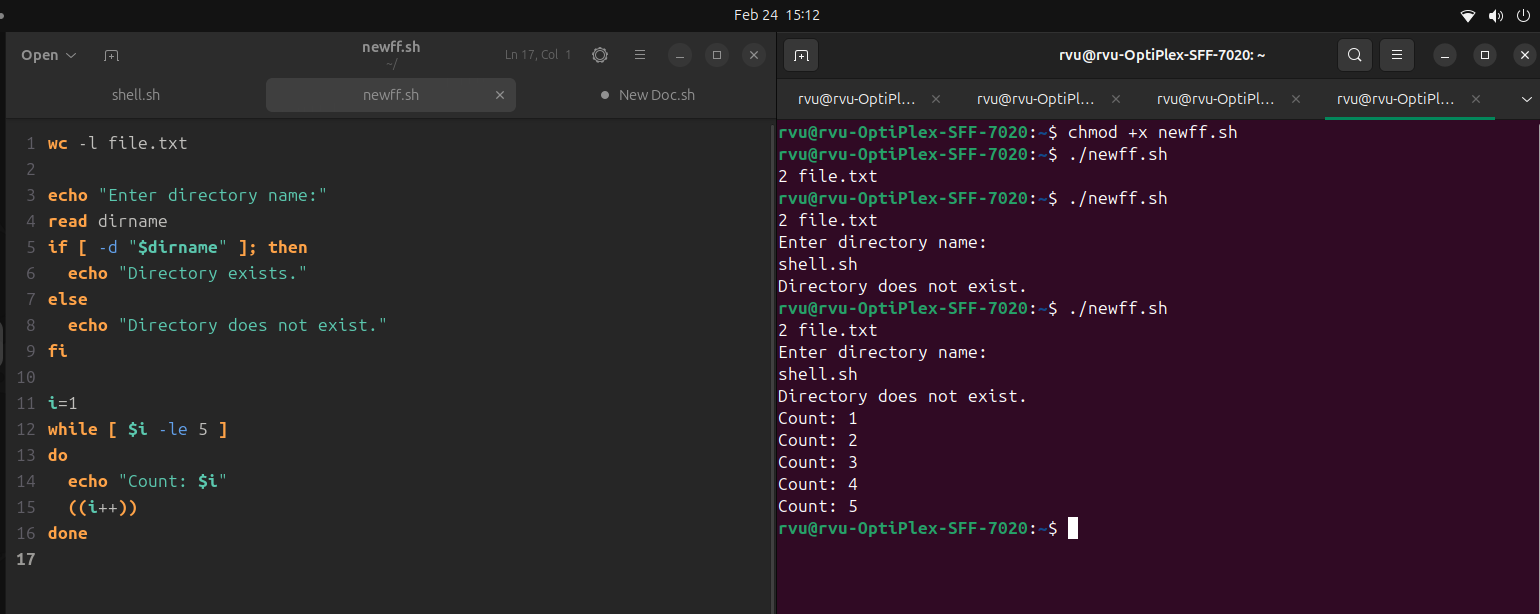 Feb 24 15:12
Open
newff.sh
~/
Ln 17, Col 1
shell.sh
newff.sh
New Doc.sh
1 wc -l file.txt
2
3 echo "Enter directory name:"
4 read dirname
5 if [ -d "$dirname" ]; then
6 echo "Directory exists."
7 else
8 echo "Directory does not exist."
9 fi
10
11 i=1
12 while [ $i -le 5 ]
13 do
14 echo "Count: $i"
15 ((i++))
16 done
17
rvu@rvu-OptiPlex-SFF-7020: ~
rvu@rvu-OptiPl...
rvu@rvu-OptiPl...
rvu@rvu-OptiPl...
rvu@rvu-OptiPl...
rvu@rvu-OptiPlex-SFF-7020:~$ chmod +x newff.sh
rvu@rvu-OptiPlex-SFF-7020:~$ ./newff.sh
2 file.txt
rvu@rvu-OptiPlex-SFF-7020:~$ ./newff.sh
2 file.txt
Enter directory name:
shell.sh
Directory does not exist.
rvu@rvu-OptiPlex-SFF-7020:~$ ./newff.sh
2 file.txt
Enter directory name:
shell.sh
Directory does not exist.
Count: 1
Count: 2
Count: 3
Count: 4
Count: 5
rvu@rvu-OptiPlex-SFF-7020:~$